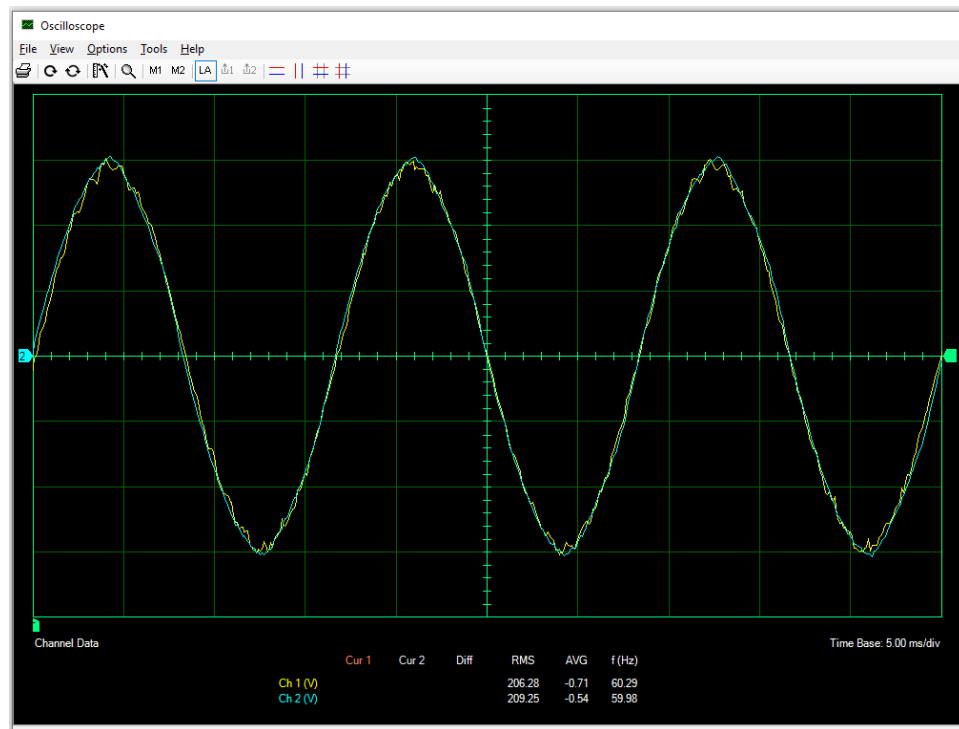 Oscilloscope
File View Options Tools Help
M1 M2 LA 1 2
2
Channel Data Time Base: 5.00 ms/div
Cur 1 Cur 2 Diff RMS AVG f (Hz)
Ch 1 (V) 206.28 -0.71 60.29
Ch 2 (V) 209.25 -0.54 59.98